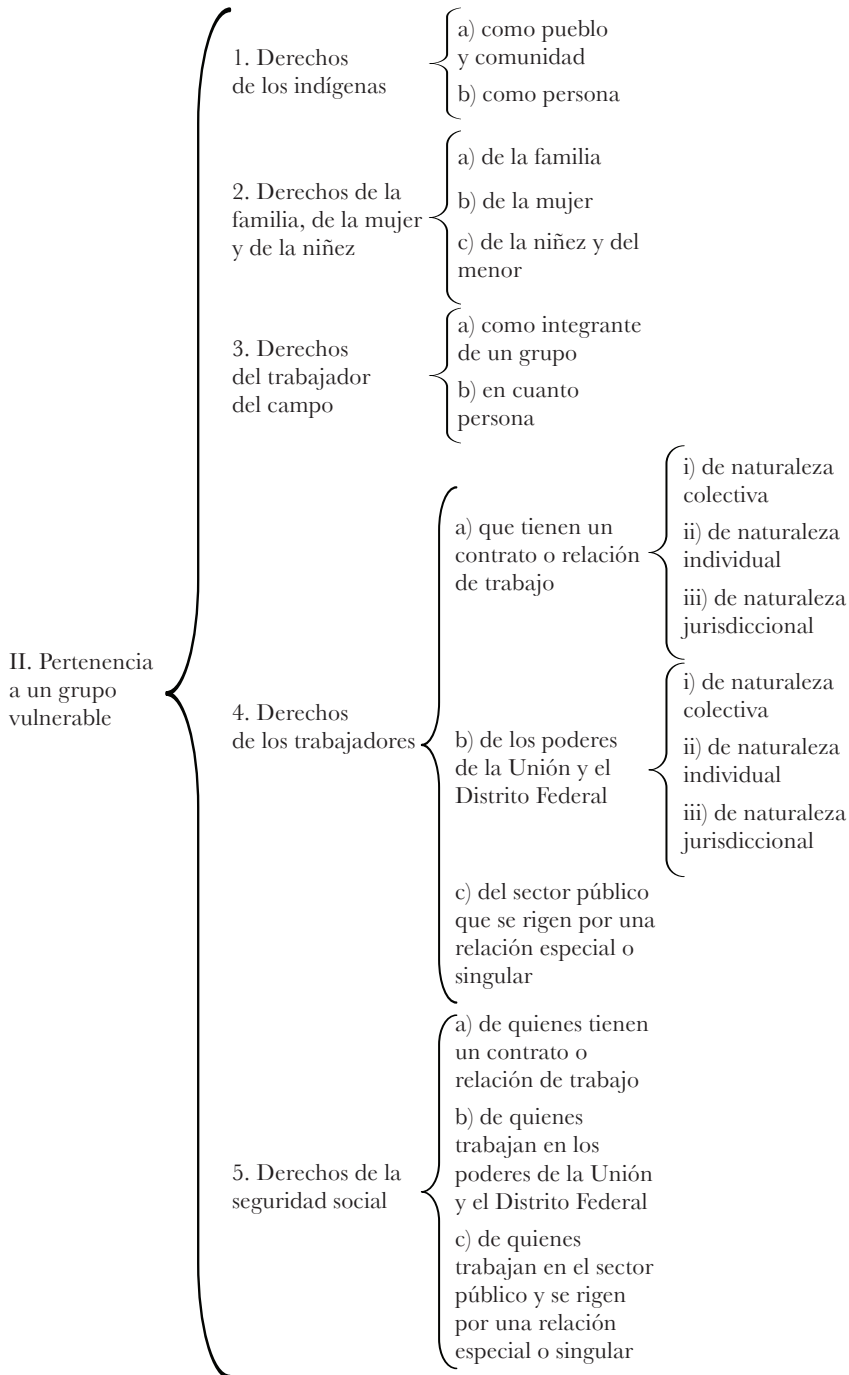 II. Pertenencia
a un grupo
vulnerable
1. Derechos
de los indígenas
a) como pueblo
y comunidad
b) como persona
2. Derechos de la
familia, de la mujer
y de la niñez
a) de la familia
b) de la mujer
c) de la niñez y del
menor
3. Derechos
del trabajador
del campo
a) como integrante
de un grupo
b) en cuanto
persona
4. Derechos
de los trabajadores
a) que tienen un
contrato o relación
de trabajo
i) de naturaleza
colectiva
ii) de naturaleza
individual
iii) de naturaleza
jurisdiccional
b) de los poderes
de la Unión y el
Distrito Federal
i) de naturaleza
colectiva
ii) de naturaleza
individual
iii) de naturaleza
jurisdiccional
c) del sector público
que se rigen por una
relación especial o
singular
5. Derechos de la
seguridad social
a) de quienes tienen
un contrato o
relación de trabajo
b) de quienes
trabajan en los
poderes de la Unión
y el Distrito Federal
c) de quienes
trabajan en el sector
público y se rigen
por una relación
especial o singular